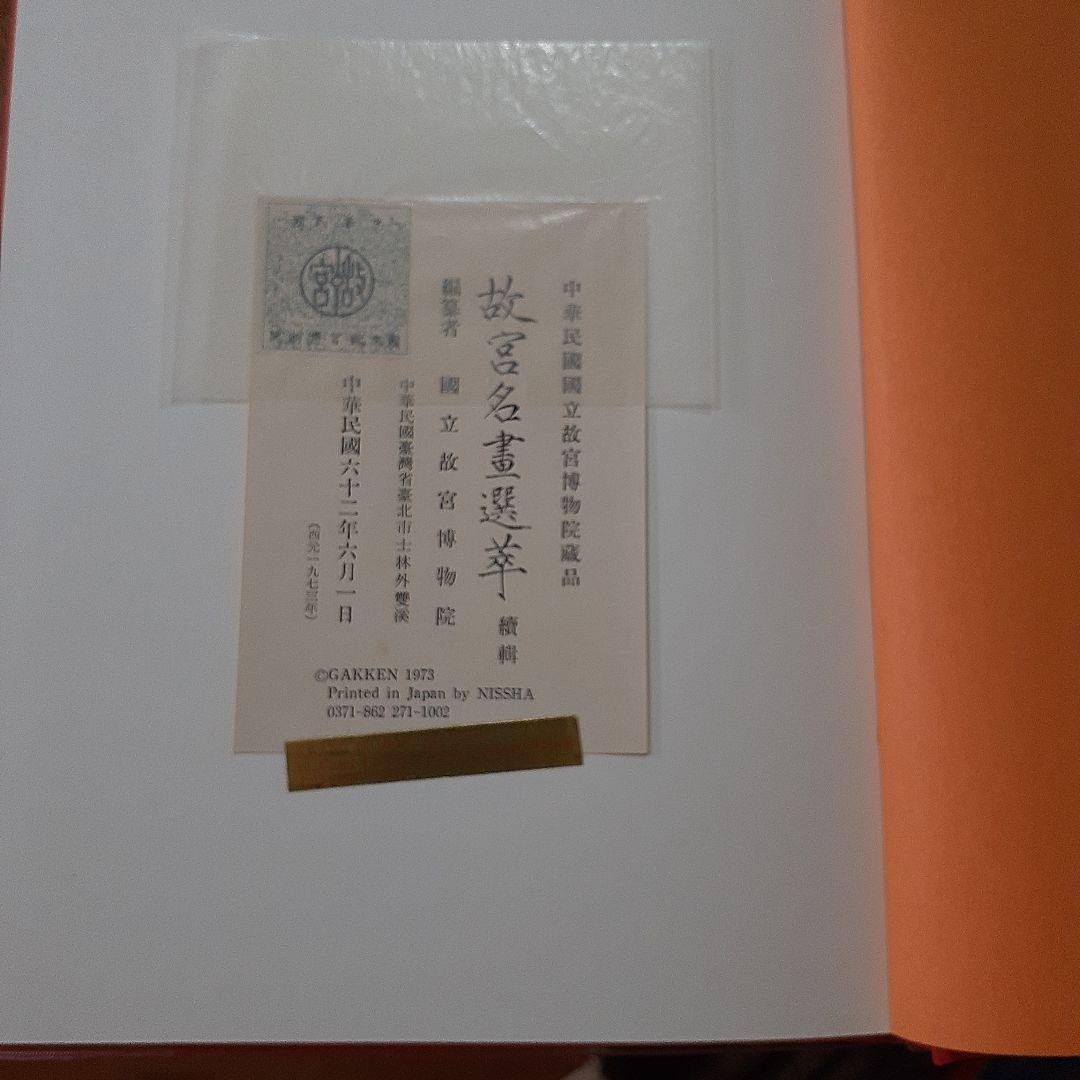 中華民國國立故宮博物院藏品
故宮名畫選萃 續輯
編纂者 國立故宮博物院
中華民國臺灣省臺北市士林外雙溪
中華民國六十二年六月一日
(西元一九七三年)
故宮
©GAKKEN 1973
Printed in Japan by NISSHA
0371-862 271-1002